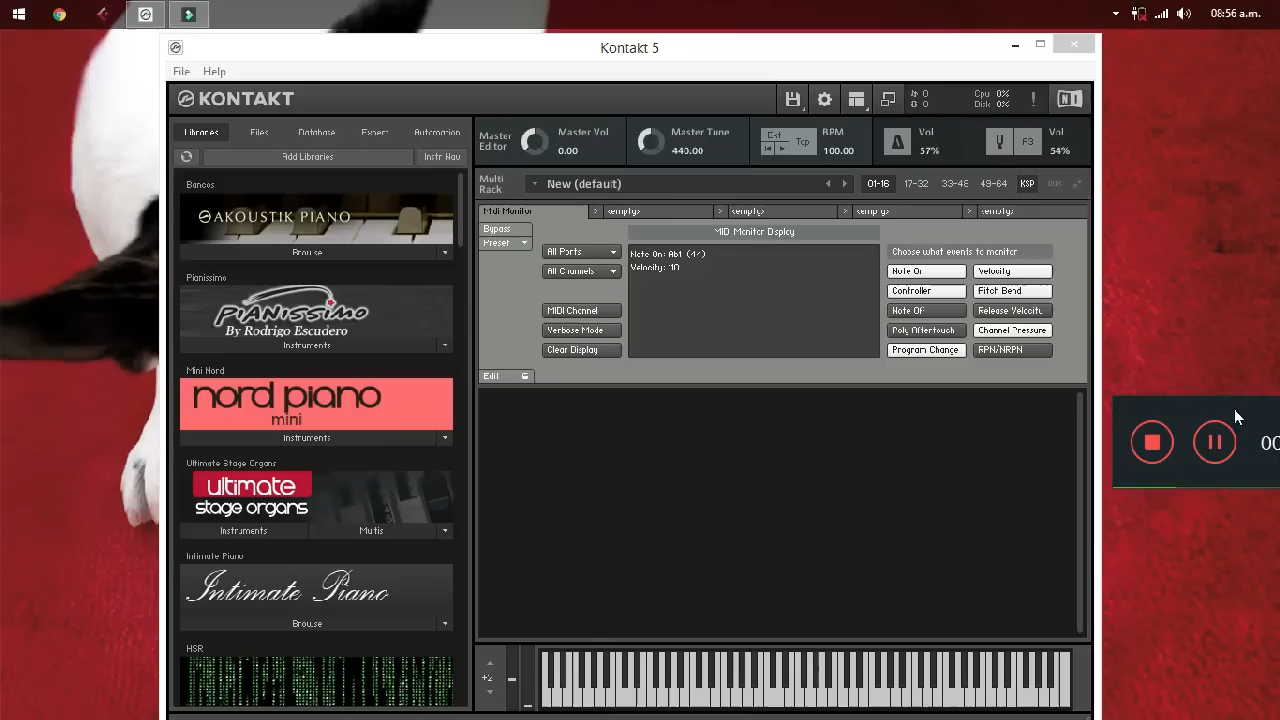 08:56 a.m.
Kontakt 5
File Help
KONTAKT
0
0
Cpu 0%
Disk 0%
!
Libraries Files Database Expert Automation
Add Libraries Instr Nav
Master
Editor
Master Vol
0.00
Master Tune
440.00
Ext
Tap
BPM
100.00
Vol
57%
F3
Vol
54%
Multi
Rack
New (default)
01-16 17-32 33-48 49-64 KSP AUX
Midi Monitor <empty> <empty> <empty> <empty>
Bypass
Preset
MIDI Monitor Display
All Ports
All Channels
MIDI Channel
Verbose Mode
Clear Display
Note On: Ab1 (47)
Velocity: 10
Choose what events to monitor
Note On Velocity
Controller Pitch Bend
Note Off Release Velocity
Poly Aftertouch Channel Pressure
Program Change RPN/NRPN
Edit
Bancos
AKOUSTIK PIANO
Browse
Pianissimo
PIANISSIMO
By Rodrigo Escudero
Instruments
Mini Nord
nord piano
mini
Instruments
Ultimate Stage Organs
ultimate
stage organs
Instruments Multis
Intimate Piano
Intimate Piano
Browse
HSR
+2
00